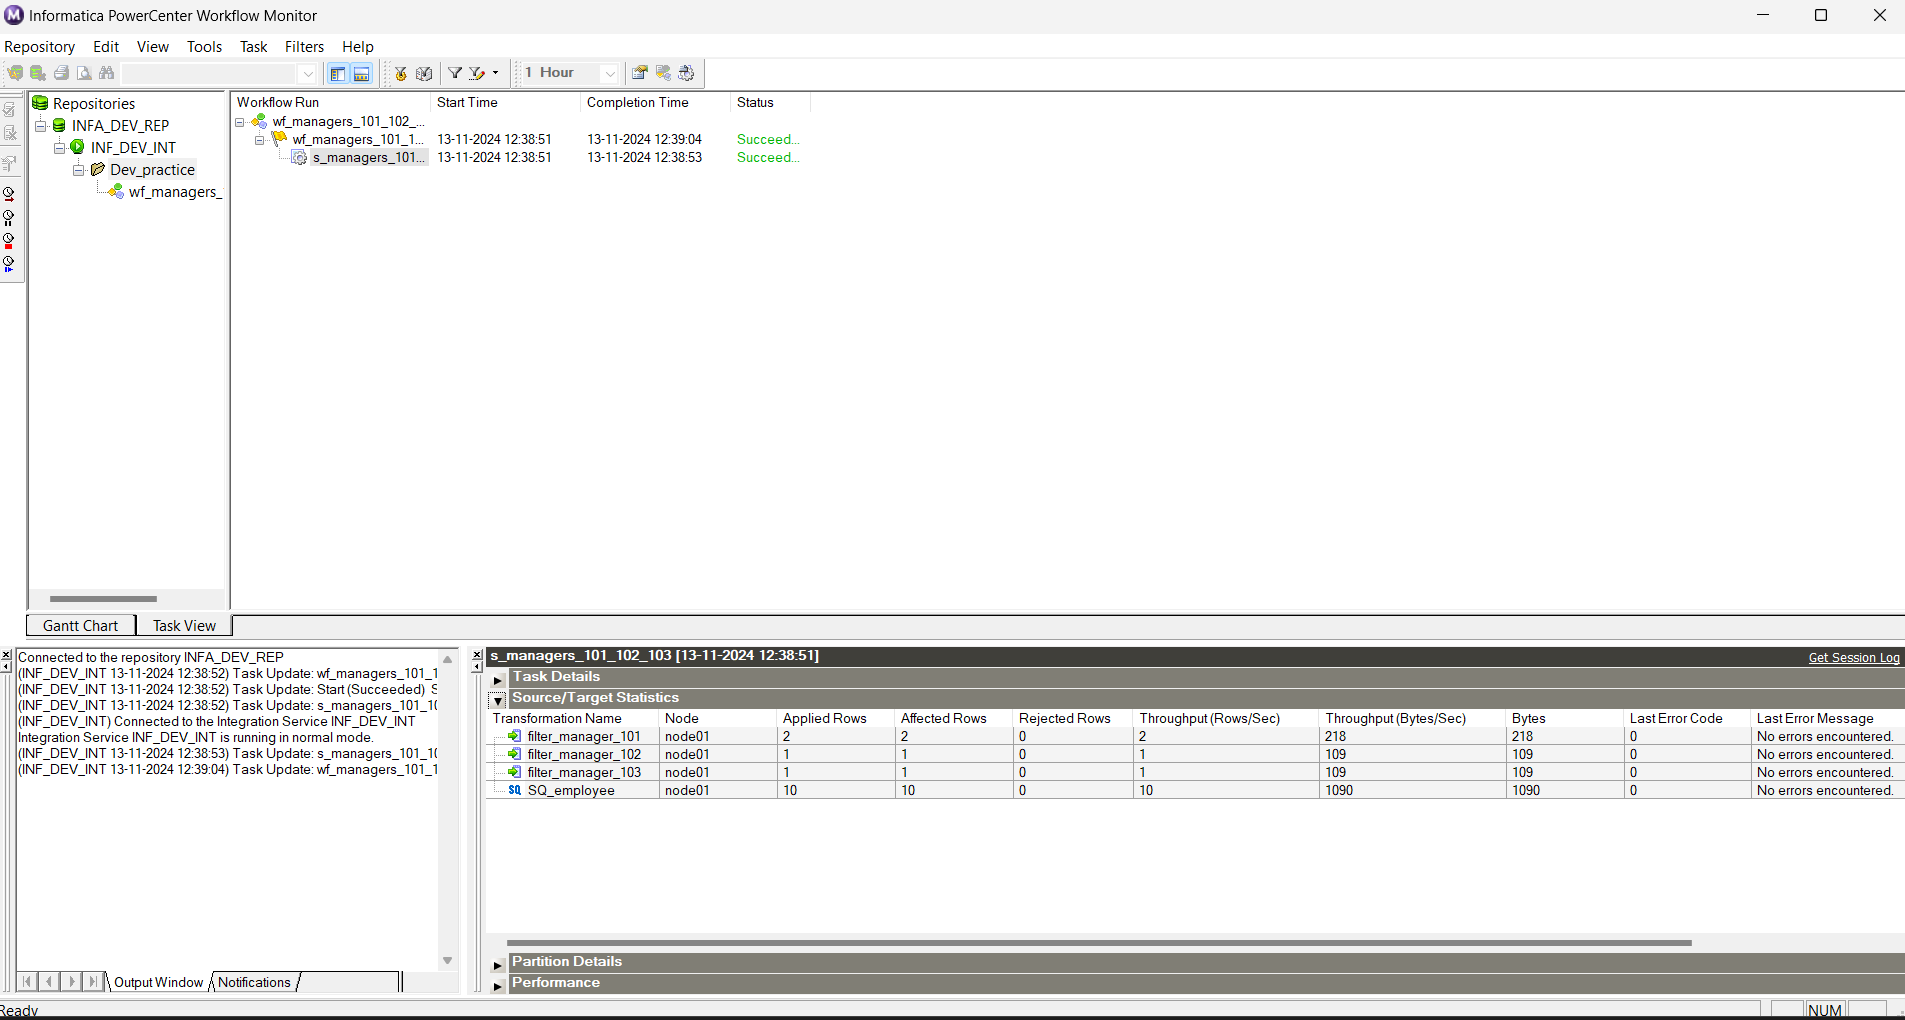 Informatica PowerCenter Workflow Monitor
Repository Edit View Tools Task Filters Help
1 Hour
Repositories
INFA_DEV_REP
INF_DEV_INT
Dev_practice
wf_managers_
Workflow Run Start Time Completion Time Status
wf_managers_101_102_...
wf_managers_101_1... 13-11-2024 12:38:51 13-11-2024 12:39:04 Succeed...
s_managers_101... 13-11-2024 12:38:51 13-11-2024 12:38:53 Succeed...
Gantt Chart Task View
Connected to the repository INFA_DEV_REP
(INF_DEV_INT 13-11-2024 12:38:52) Task Update: wf_managers_101_1
(INF_DEV_INT 13-11-2024 12:38:52) Task Update: Start (Succeeded) S
(INF_DEV_INT 13-11-2024 12:38:52) Task Update: s_managers_101_10
(INF_DEV_INT) Connected to the Integration Service INF_DEV_INT
Integration Service INF_DEV_INT is running in normal mode.
(INF_DEV_INT 13-11-2024 12:38:53) Task Update: s_managers_101_10
(INF_DEV_INT 13-11-2024 12:39:04) Task Update: wf_managers_101_1
Output Window Notifications
s_managers_101_102_103 [13-11-2024 12:38:51] Get Session Log
Task Details
Source/Target Statistics
Transformation Name Node Applied Rows Affected Rows Rejected Rows Throughput (Rows/Sec) Throughput (Bytes/Sec) Bytes Last Error Code Last Error Message
filter_manager_101 node01 2 2 0 2 218 218 0 No errors encountered.
filter_manager_102 node01 1 1 0 1 109 109 0 No errors encountered.
filter_manager_103 node01 1 1 0 1 109 109 0 No errors encountered.
SQ SQ_employee node01 10 10 0 10 1090 1090 0 No errors encountered.
Partition Details
Performance
Ready NUM